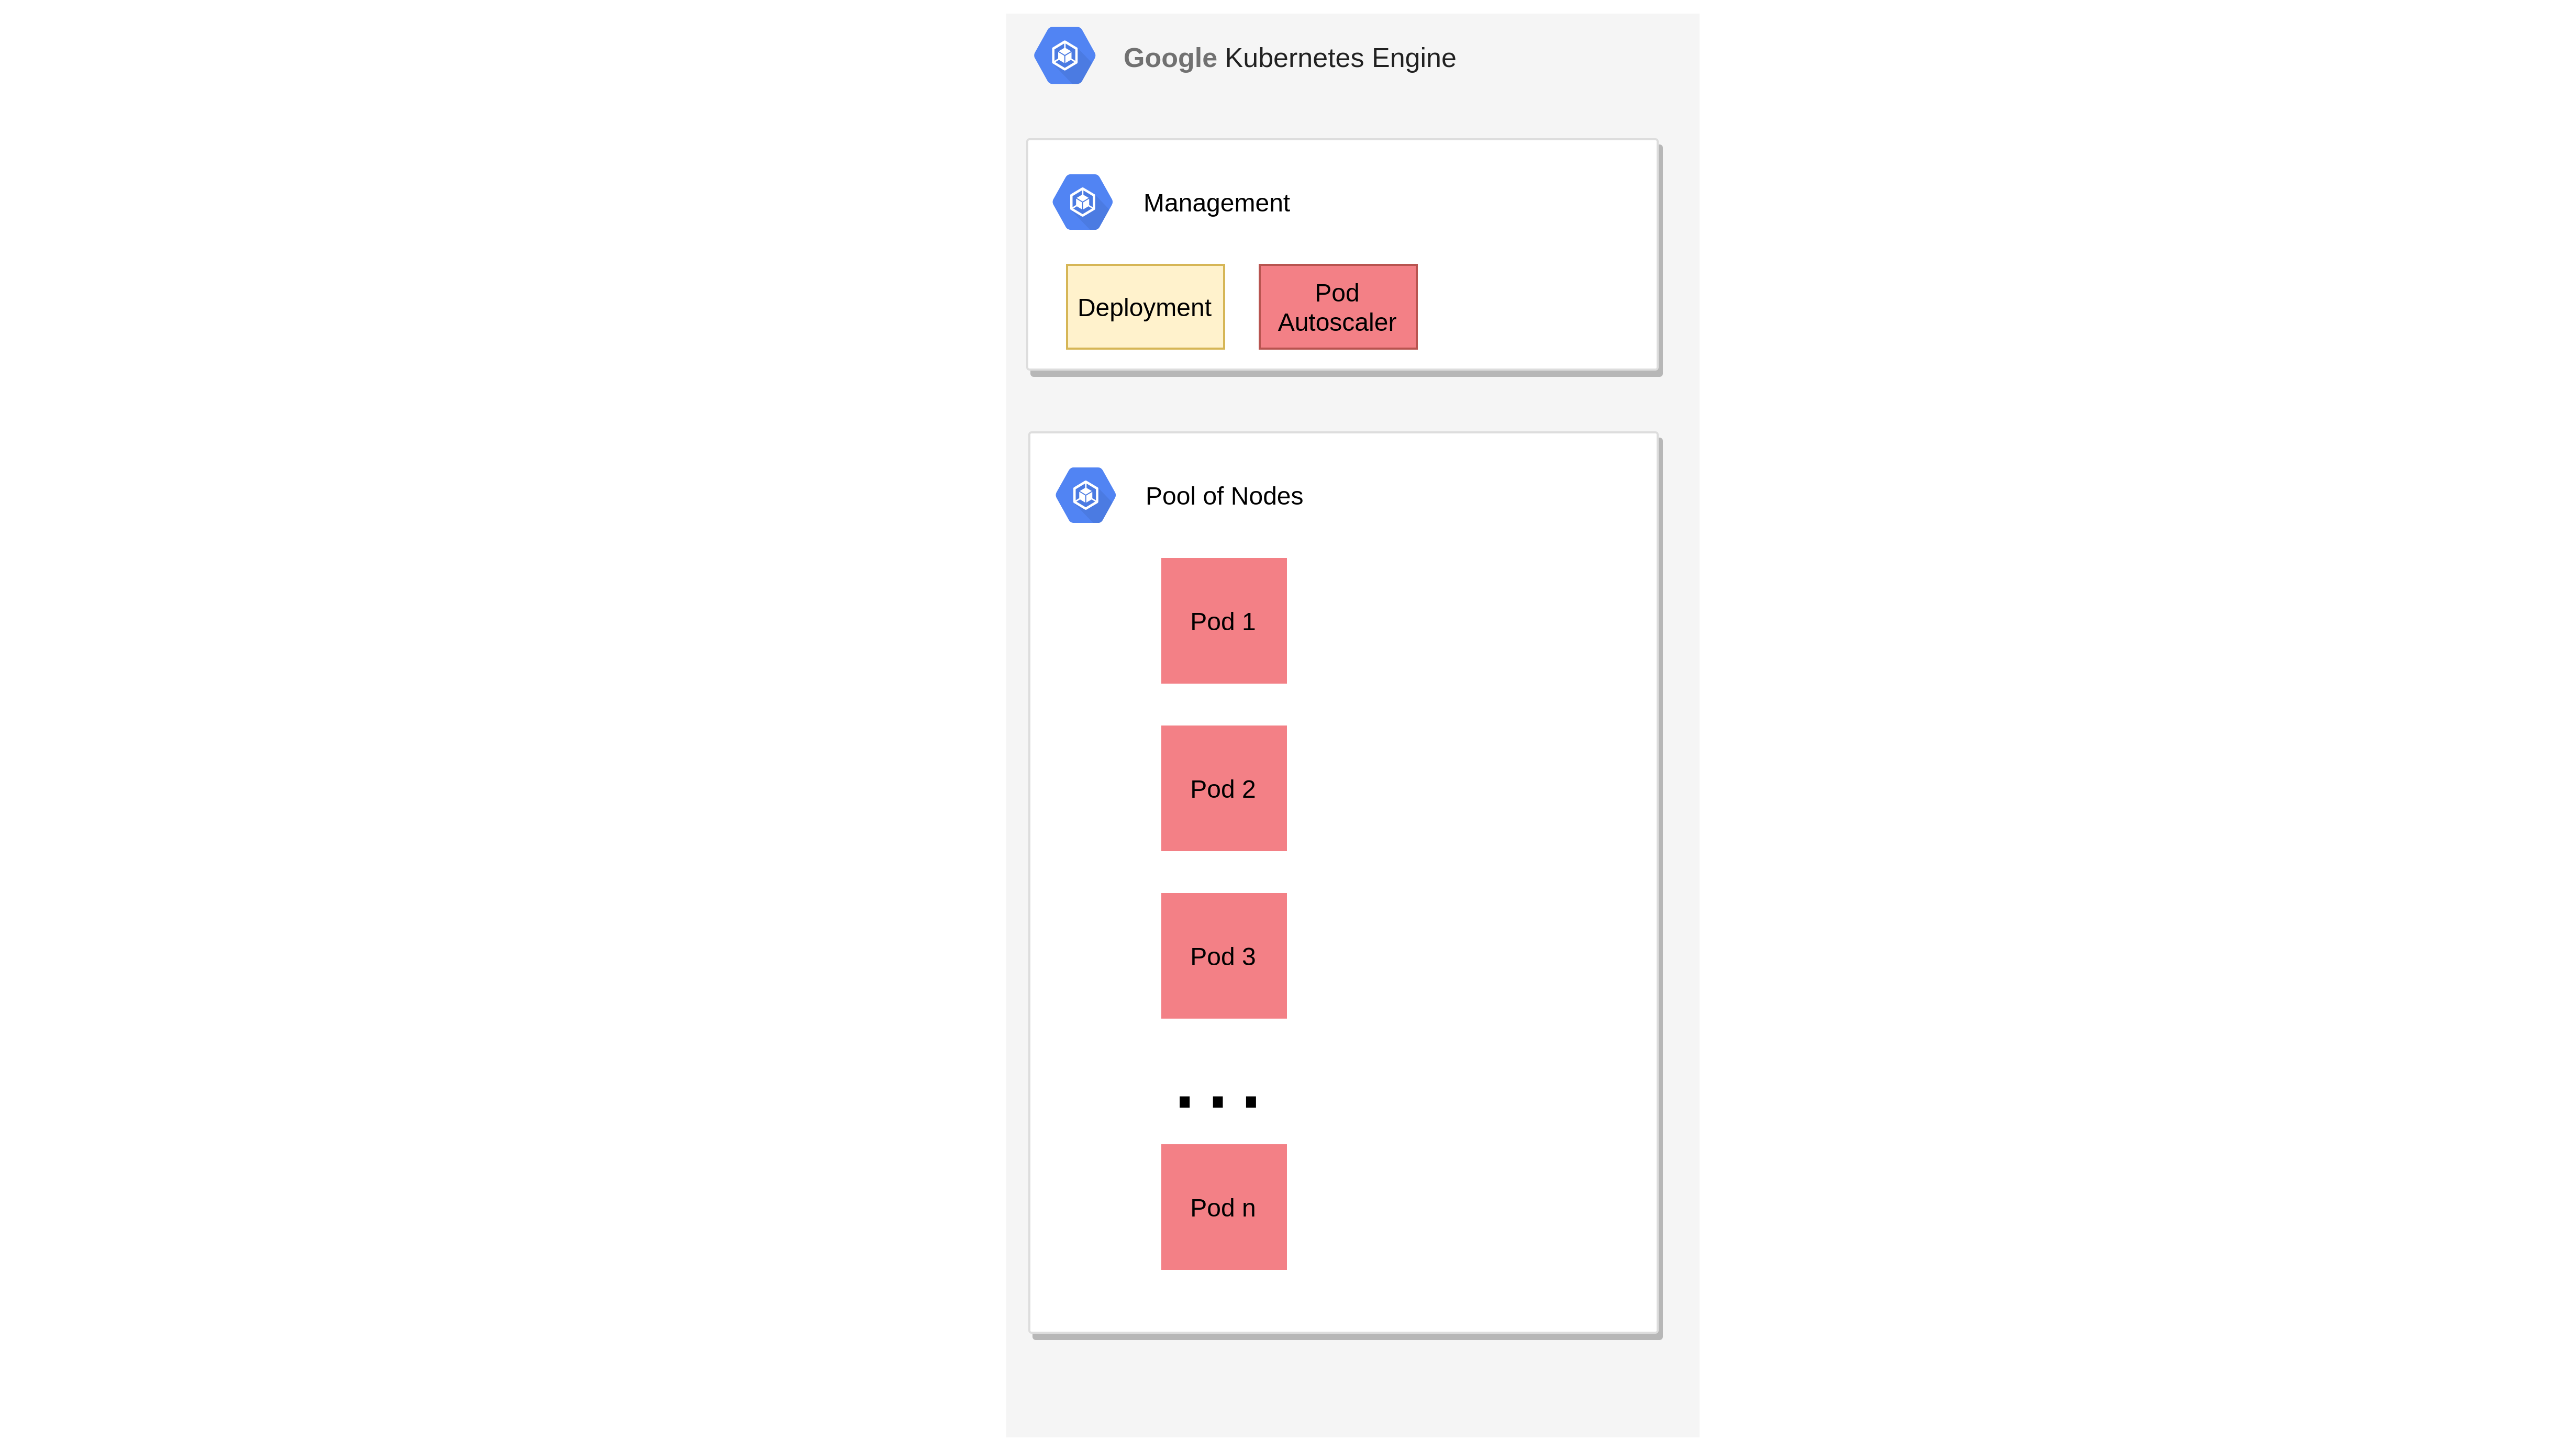 Google Kubernetes Engine
Management
Deployment
Pod
Autoscaler
Pool of Nodes
Pod 1
Pod 2
Pod 3
...
Pod n